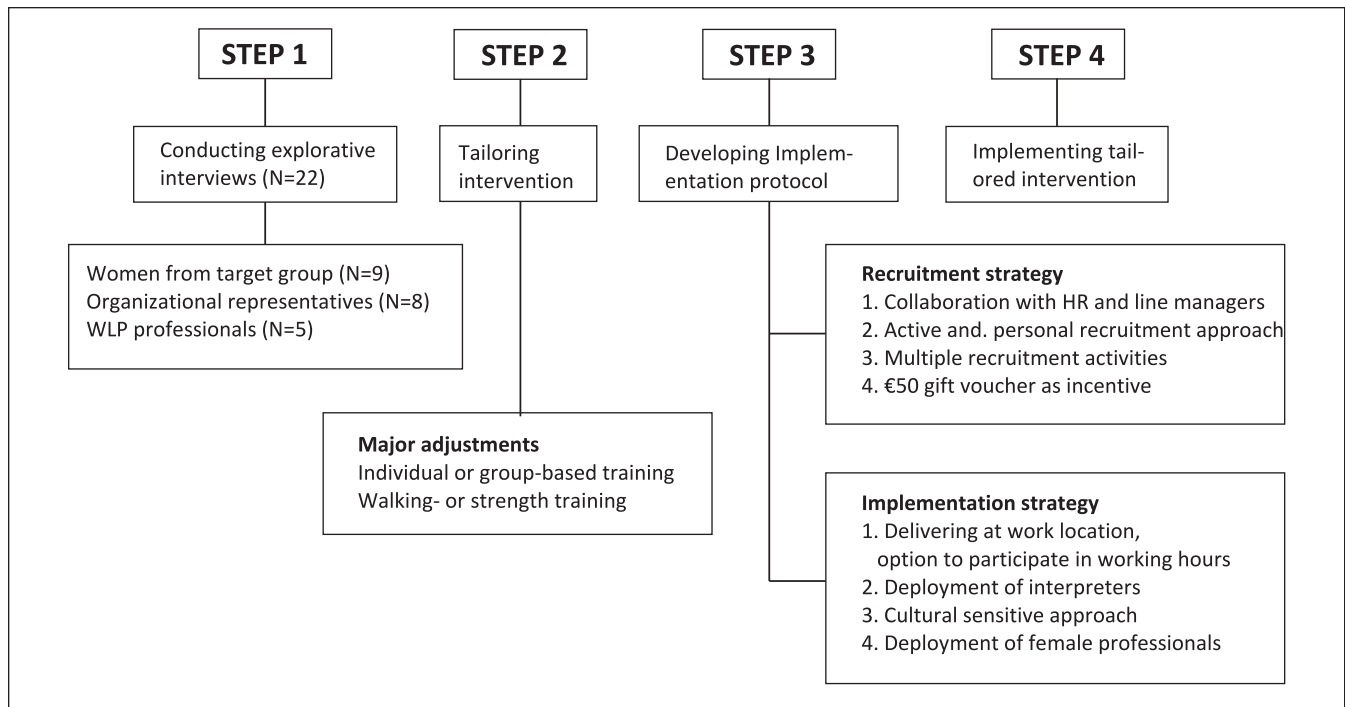 STEP 1
Conducting explorative
interviews (N=22)
Women from target group (N=9)
Organizational representatives (N=8)
WLP professionals (N=5)
STEP 2
Tailoring
intervention
Major adjustments
Individual or group-based training
Walking- or strength training
STEP 3
Developing Implem-
entation protocol
Recruitment strategy
1. Collaboration with HR and line managers
2. Active and. personal recruitment approach
3. Multiple recruitment activities
4. €50 gift voucher as incentive
Implementation strategy
1. Delivering at work location,
option to participate in working hours
2. Deployment of interpreters
3. Cultural sensitive approach
4. Deployment of female professionals
STEP 4
Implementing tail-
ored intervention